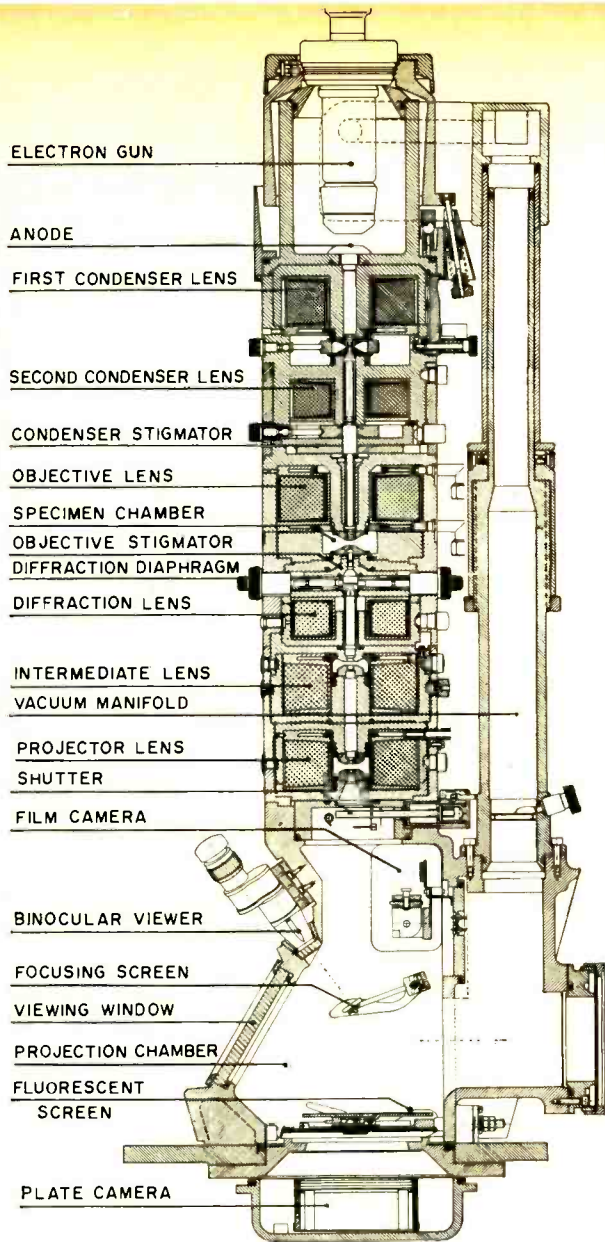 ELECTRON GUN
ANODE
FIRST CONDENSER LENS
SECOND CONDENSER LENS
CONDENSER STIGMATOR
OBJECTIVE LENS
SPECIMEN CHAMBER
OBJECTIVE STIGMATOR
DIFFRACTION DIAPHRAGM
DIFFRACTION LENS
INTERMEDIATE LENS
VACUUM MANIFOLD
PROJECTOR LENS
SHUTTER
FILM CAMERA
BINOCULAR VIEWER
FOCUSING SCREEN
VIEWING WINDOW
PROJECTION CHAMBER
FLUORESCENT
SCREEN
PLATE CAMERA